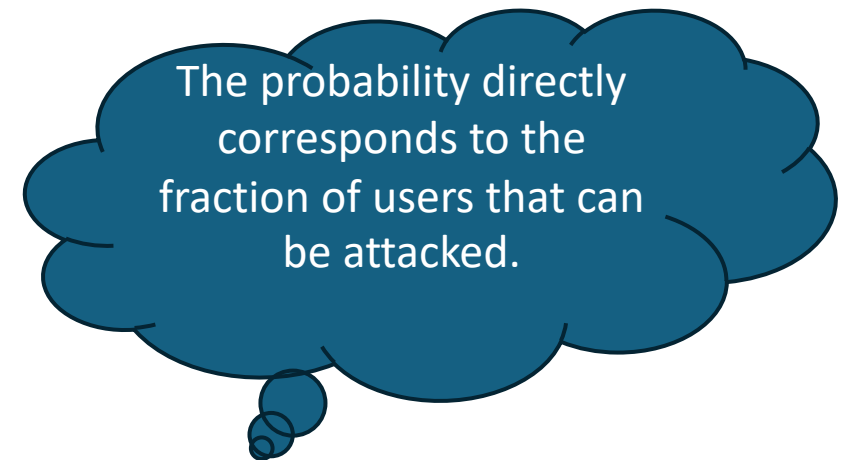 The probability directly
corresponds to the
fraction of users that can
be attacked.